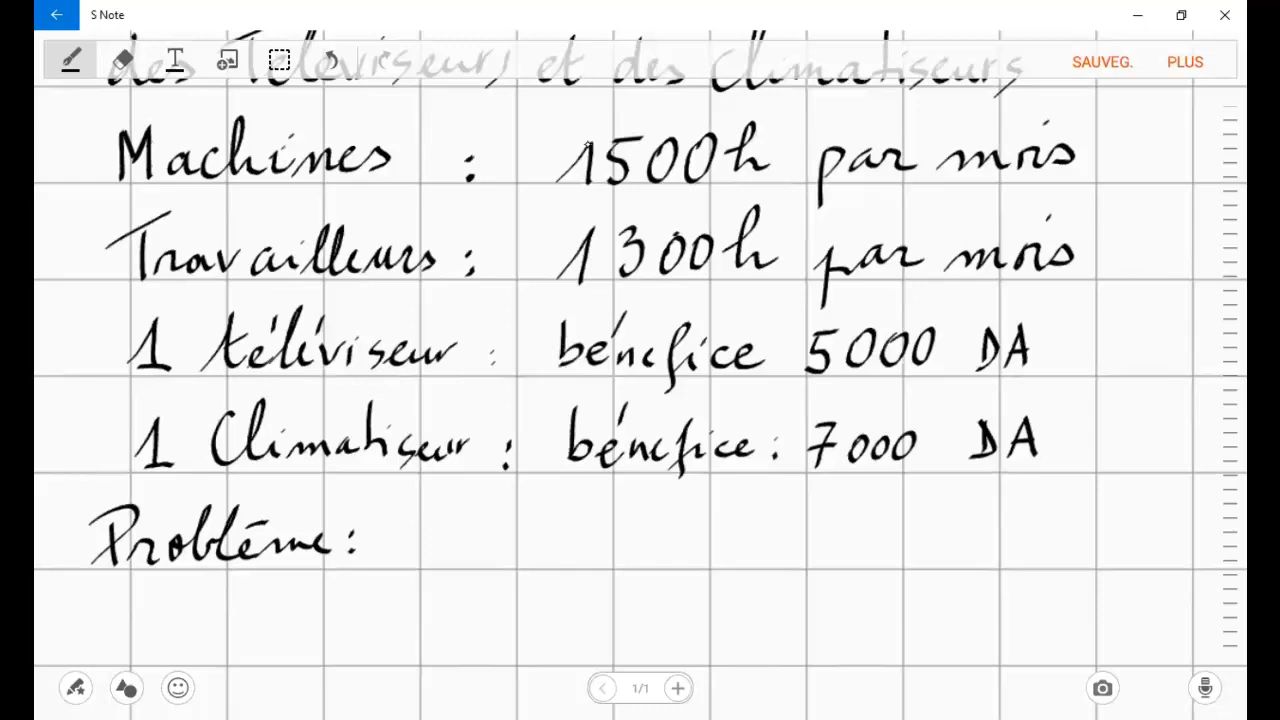 S Note
SAUVEG. PLUS
des Téléviseurs et des Climatiseurs
Machines : 1500h par mois
Travailleurs : 1300h par mois
1 téléviseur : bénéfice 5000 DA
1 Climatiseur : bénéfice : 7000 DA
Problème :
1/1